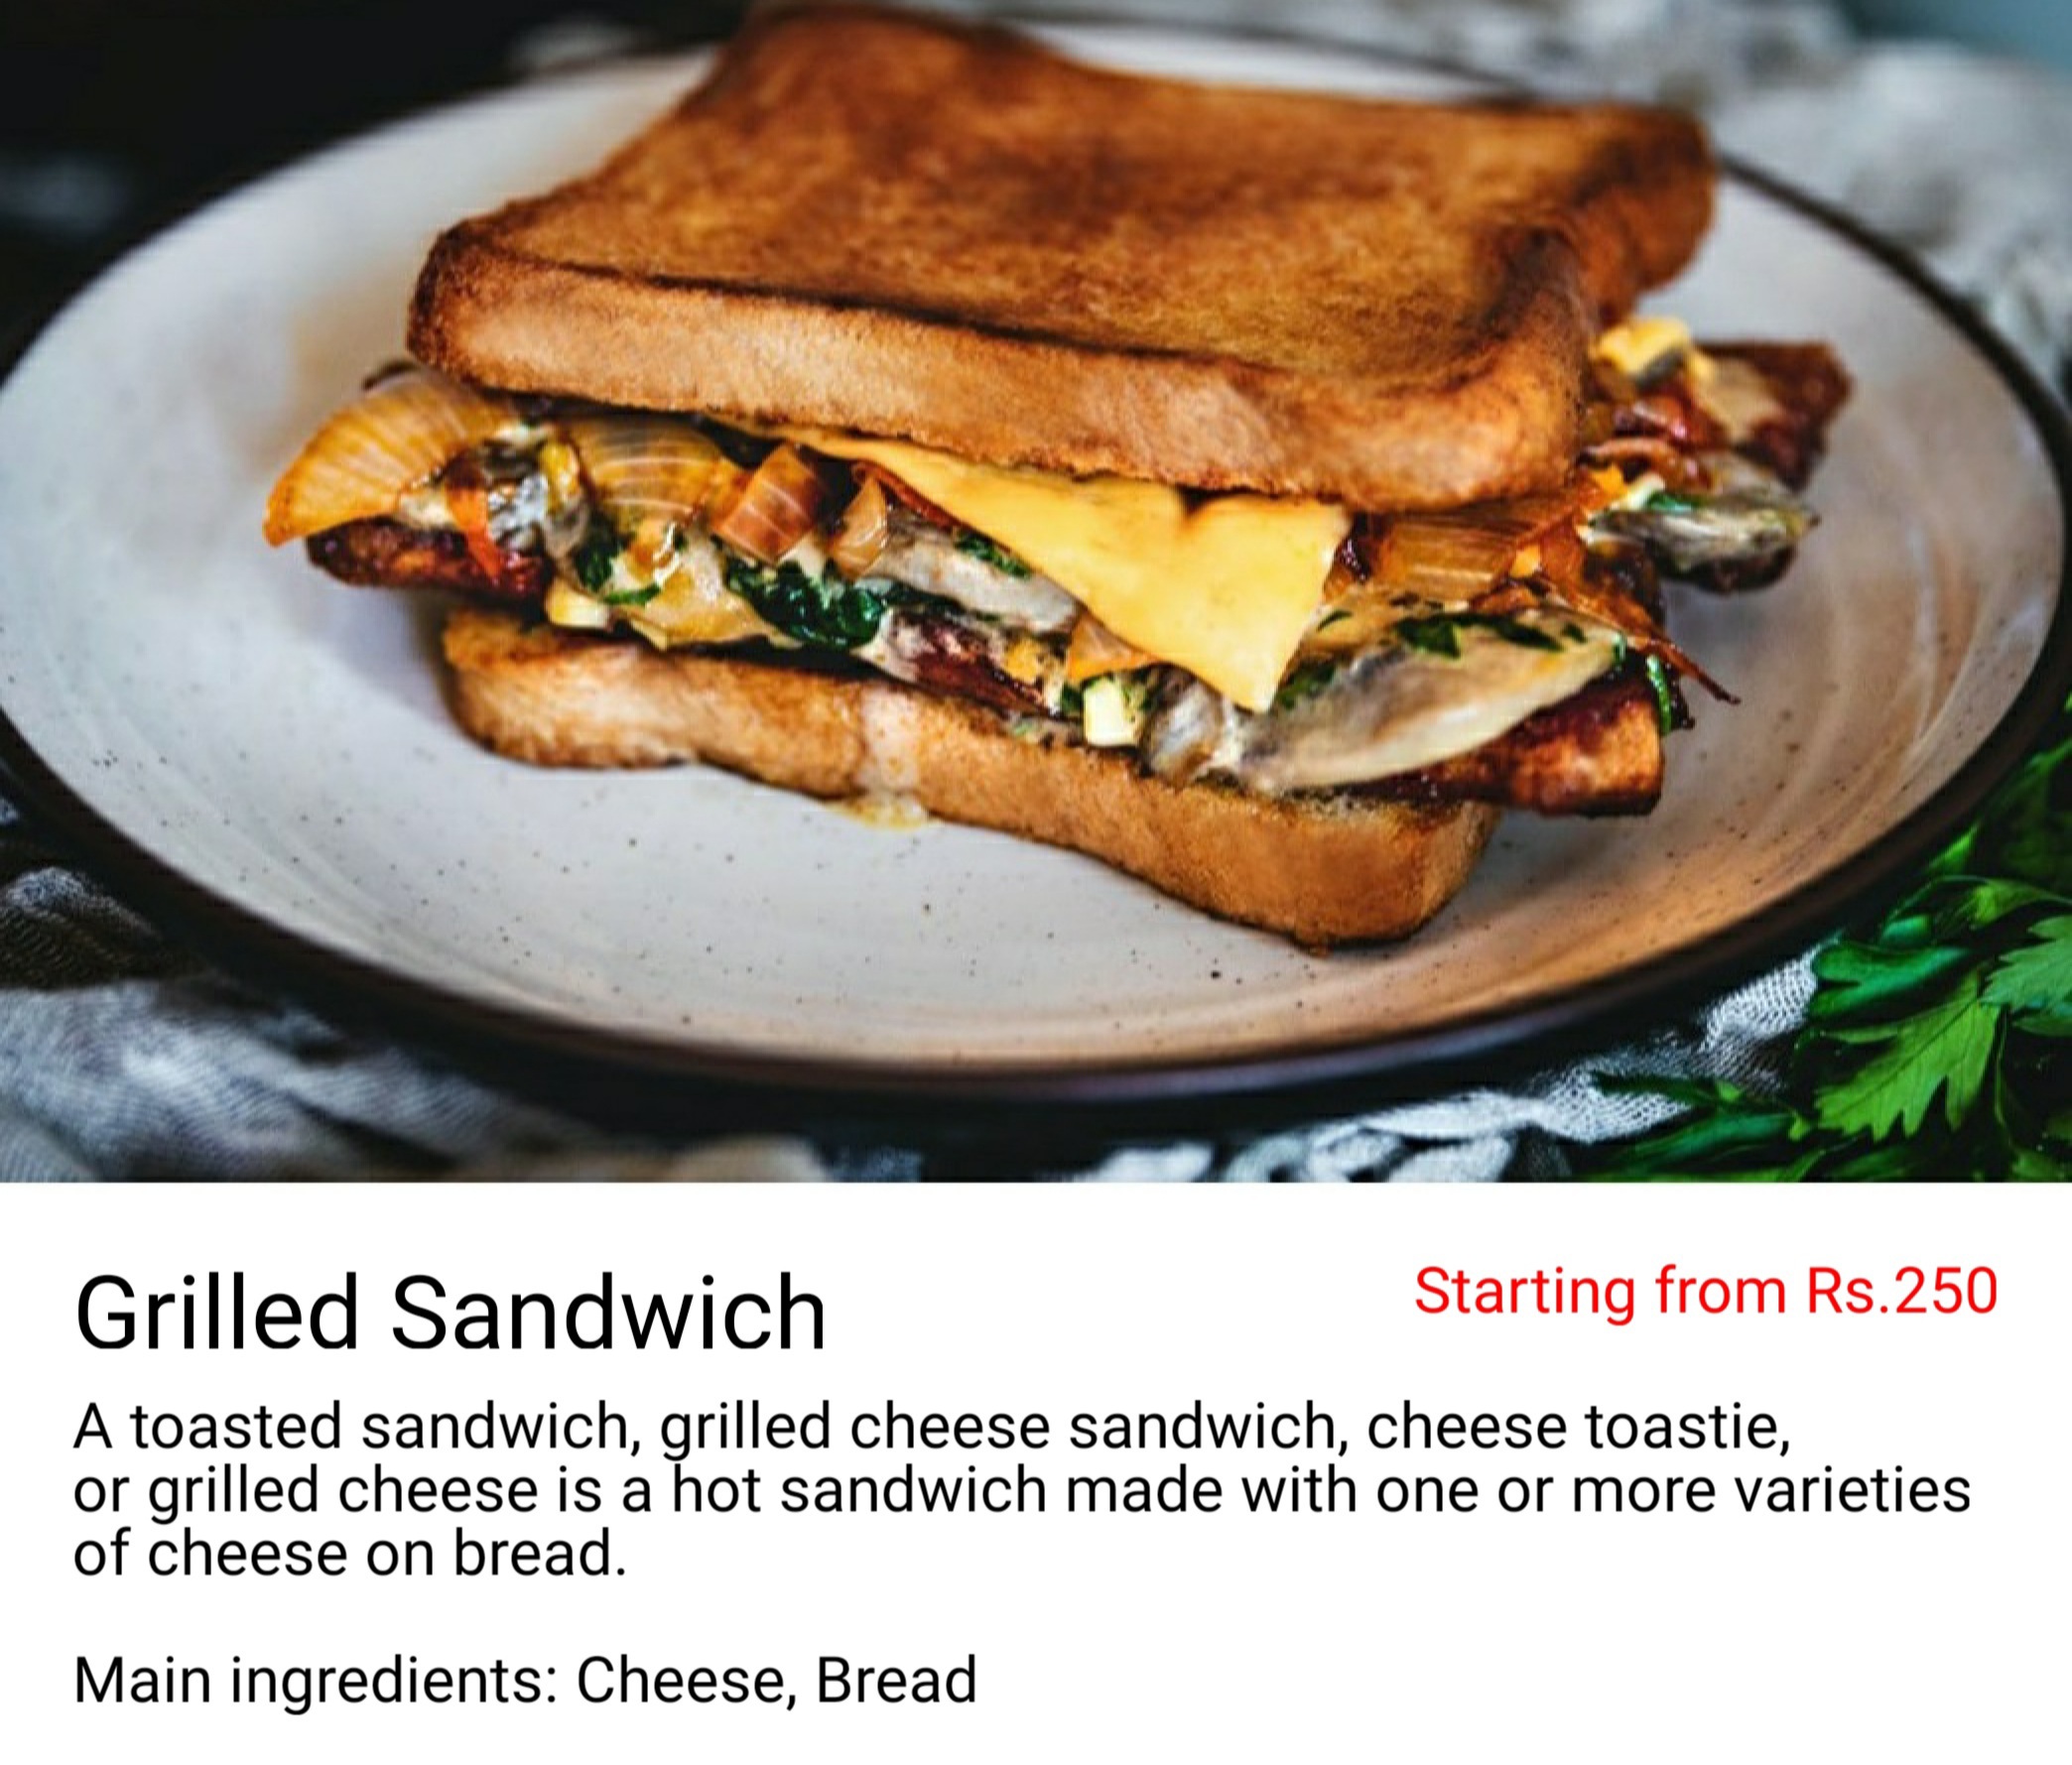 Grilled Sandwich
Starting from Rs.250
A toasted sandwich, grilled cheese sandwich, cheese toastie,
or grilled cheese is a hot sandwich made with one or more varieties
of cheese on bread.
Main ingredients: Cheese, Bread